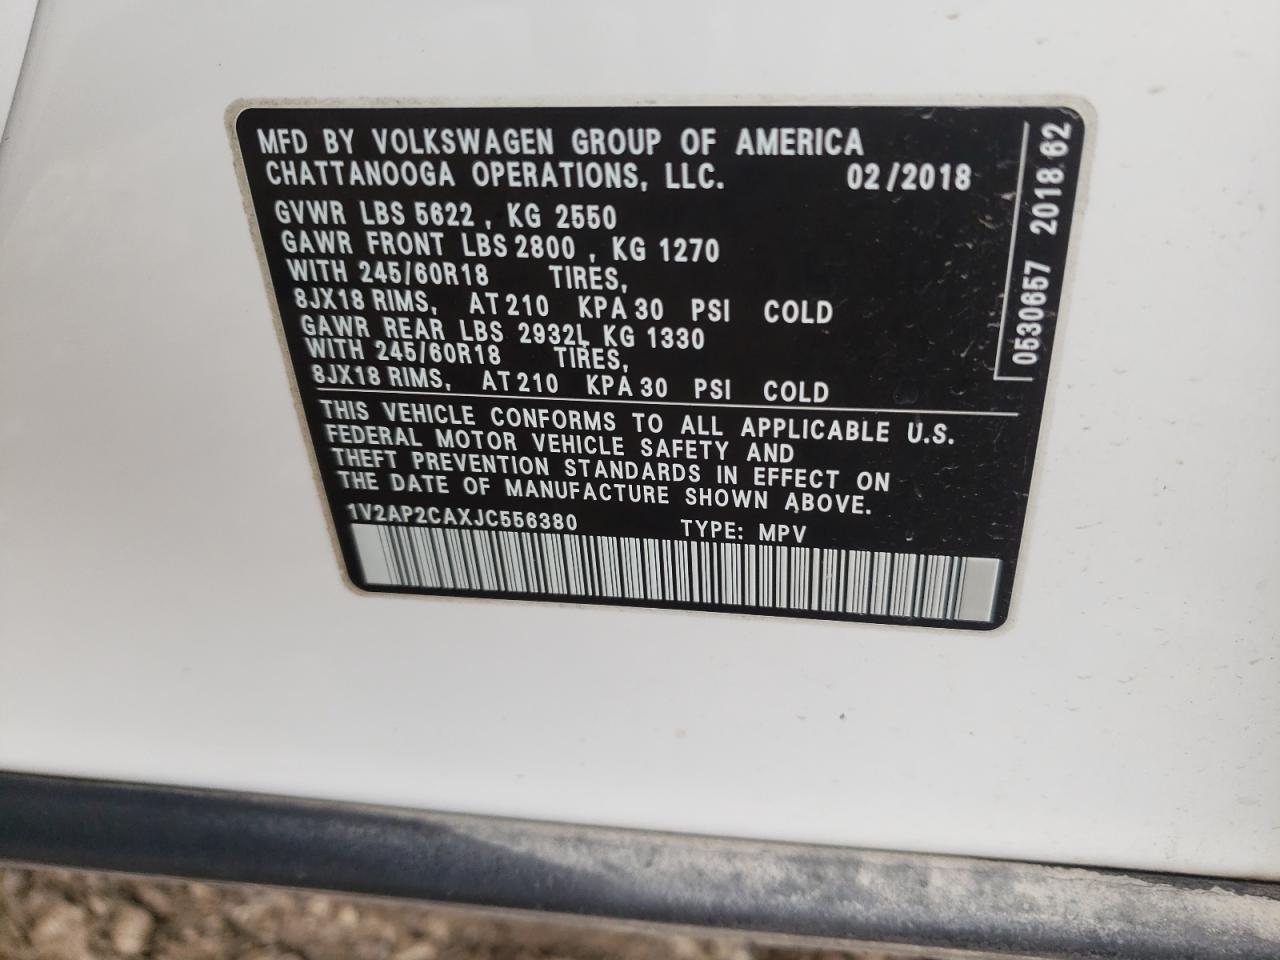 MFD BY VOLKSWAGEN GROUP OF AMERICA
CHATTANOOGA OPERATIONS, LLC. 02/2018
GVWR LBS 5622 , KG 2550
GAWR FRONT LBS 2800 , KG 1270
WITH 245/60R18 TIRES,
8JX18 RIMS, AT 210 KPA 30 PSI COLD
GAWR REAR LBS 2932, KG 1330
WITH 245/60R18 TIRES,
8JX18 RIMS, AT 210 KPA 30 PSI COLD
THIS VEHICLE CONFORMS TO ALL APPLICABLE U.S.
FEDERAL MOTOR VEHICLE SAFETY AND
THEFT PREVENTION STANDARDS IN EFFECT ON
THE DATE OF MANUFACTURE SHOWN ABOVE.
1V2AP2CAXJC556380 TYPE: MPV
0530657 2018 62